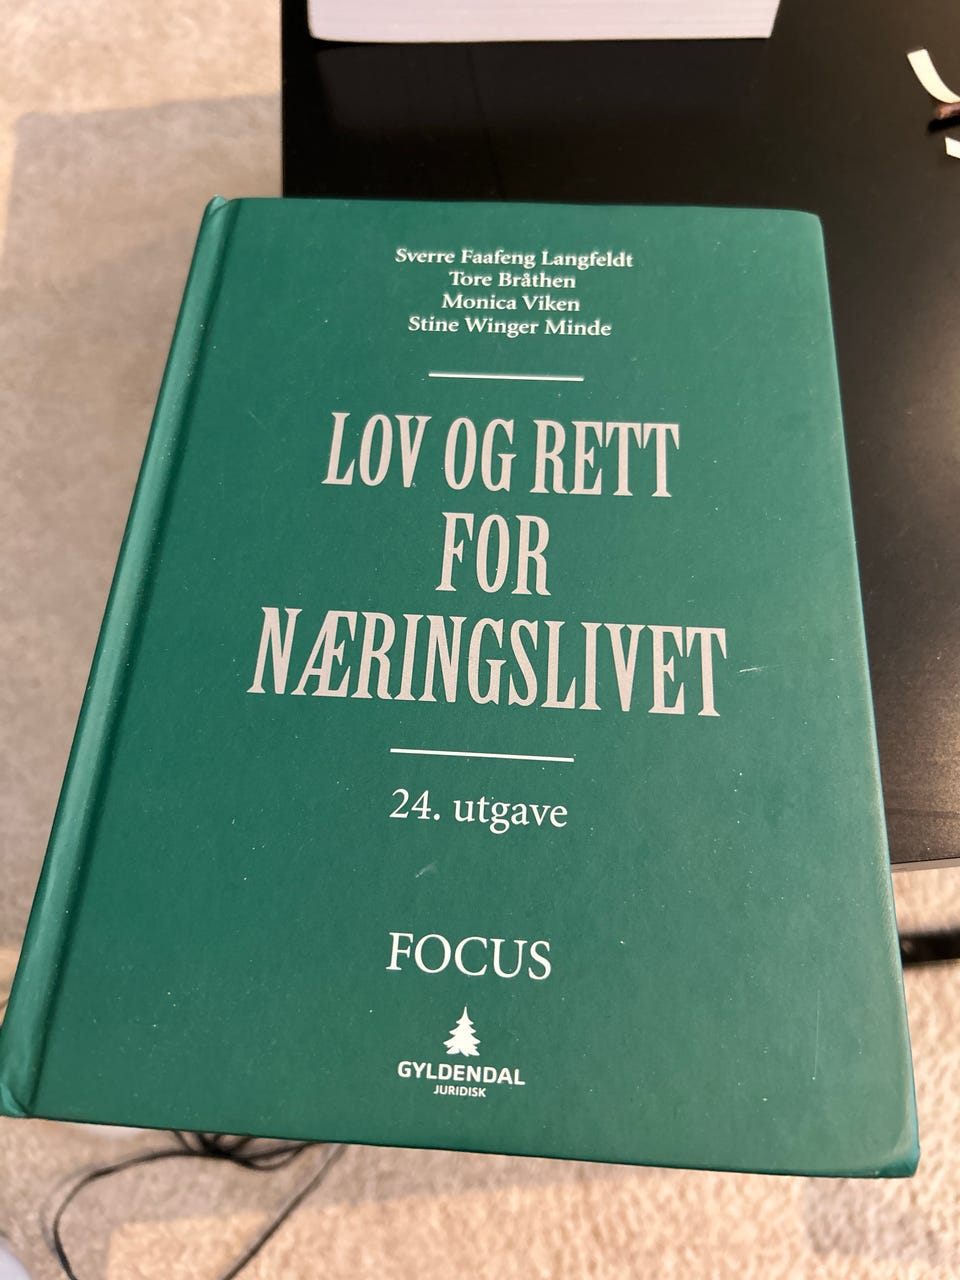 Sverre Faafeng Langfeldt
Tore Bråthen
Monica Viken
Stine Winger Minde
LOV OG RETT
FOR
NÆRINGSLIVET
24. utgave
FOCUS
GYLDENDAL
JURIDISK